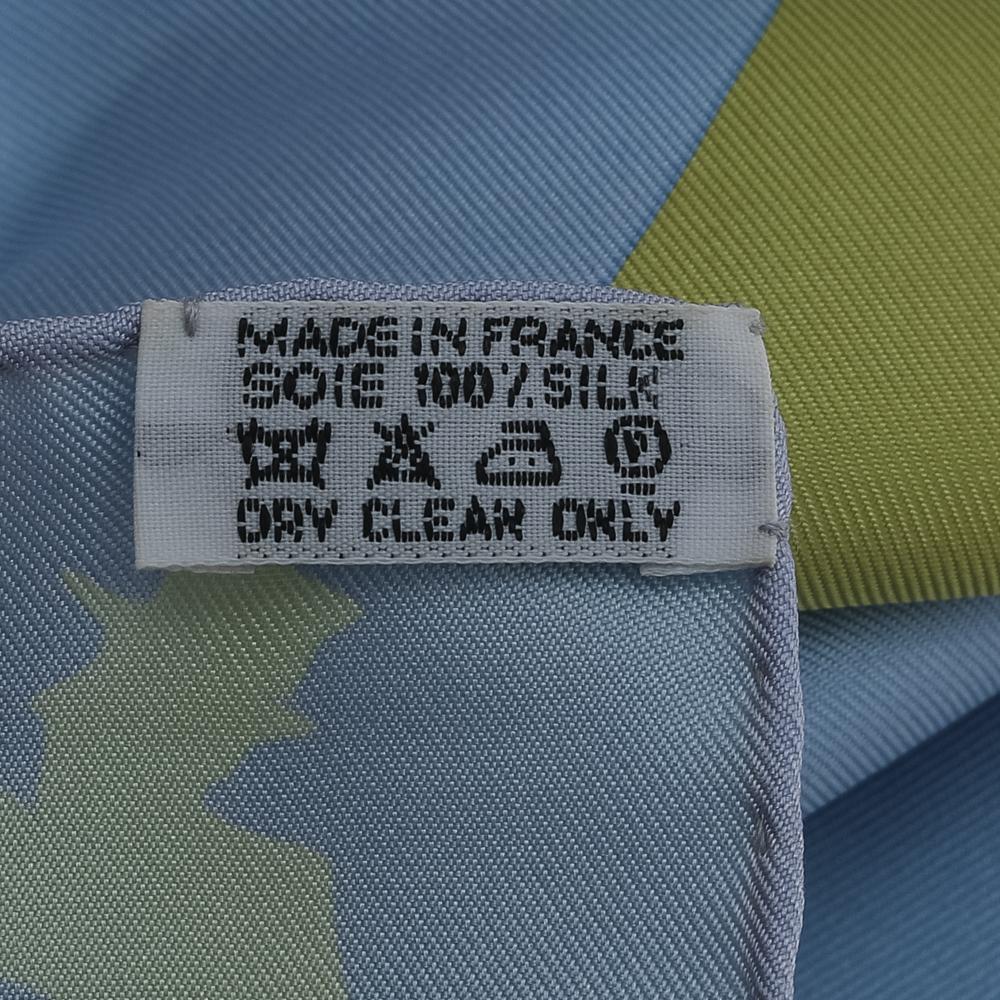 MADE IN FRANCE
SOIE 100% SILK
P
DRY CLEAN ONLY